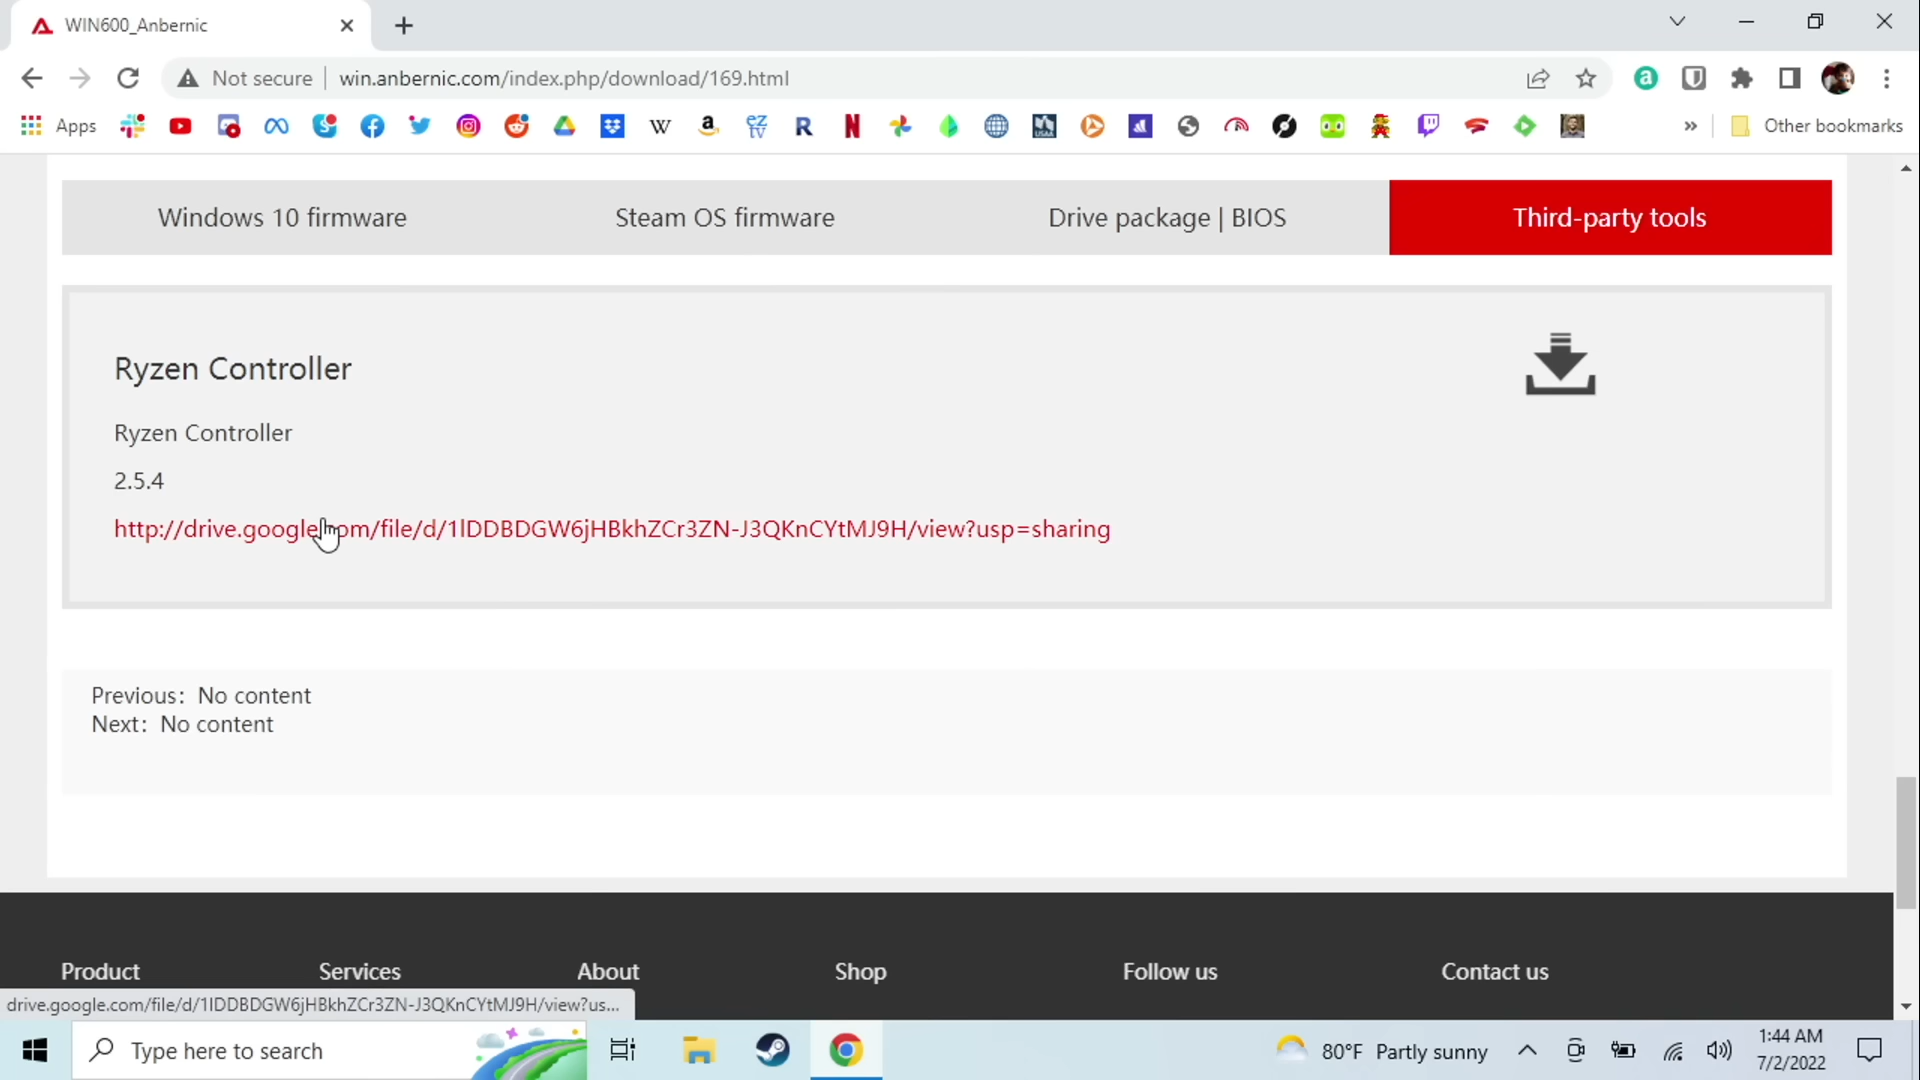 WIN600_Anbernic
Not secure
win.anbernic.com/index.php/download/169.html
Apps
Other bookmarks
Windows 10 firmware
Steam OS firmware
Drive package | BIOS
Third-party tools
Ryzen Controller
Ryzen Controller
2.5.4
http://drive.google.com/file/d/1lDDBDGW6jHBkhZCr3ZN-J3QKnCYtMJ9H/view?usp=sharing
Previous: No content
Next: No content
Product
Services
About
Shop
Follow us
Contact us
drive.google.com/file/d/1lDDBDGW6jHBkhZCr3ZN-J3QKnCYtMJ9H/view?us...
Type here to search
80°F Partly sunny
1:44 AM
7/2/2022